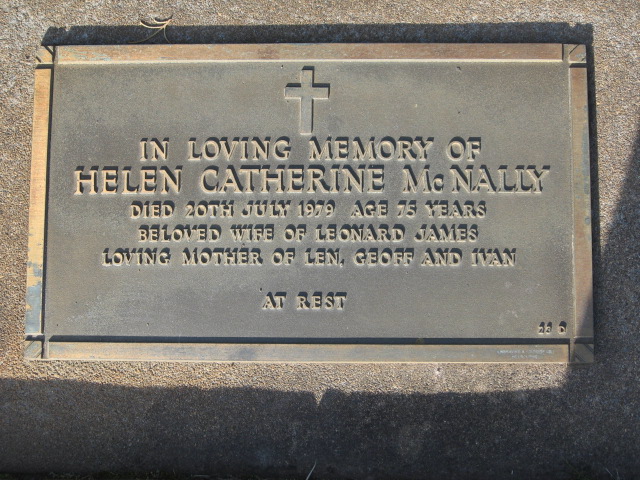 IN LOVING MEMORY OF
HELEN CATHERINE McNALLY
DIED 20TH JULY 1979 AGE 75 YEARS
BELOVED WIFE OF LEONARD JAMES
LOVING MOTHER OF LEN, GEOFF AND IVAN
AT REST